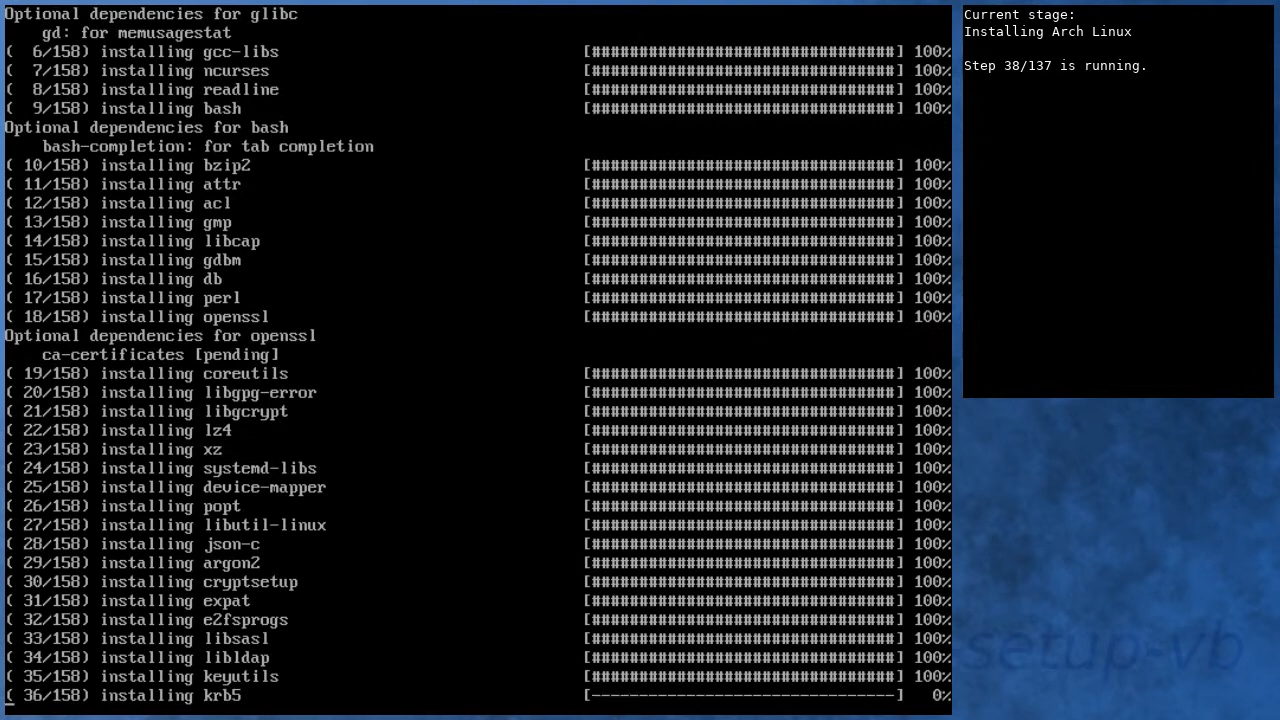 Optional dependencies for glibc
    gd: for memusagestat
(  6/158) installing gcc-libs [################################] 100%
(  7/158) installing ncurses [################################] 100%
(  8/158) installing readline [################################] 100%
(  9/158) installing bash [################################] 100%
Optional dependencies for bash
    bash-completion: for tab completion
( 10/158) installing bzip2 [################################] 100%
( 11/158) installing attr [################################] 100%
( 12/158) installing acl [################################] 100%
( 13/158) installing gmp [################################] 100%
( 14/158) installing libcap [################################] 100%
( 15/158) installing gdbm [################################] 100%
( 16/158) installing db [################################] 100%
( 17/158) installing perl [################################] 100%
( 18/158) installing openssl [################################] 100%
Optional dependencies for openssl
    ca-certificates [pending]
( 19/158) installing coreutils [################################] 100%
( 20/158) installing libgpg-error [################################] 100%
( 21/158) installing libgcrypt [################################] 100%
( 22/158) installing lz4 [################################] 100%
( 23/158) installing xz [################################] 100%
( 24/158) installing systemd-libs [################################] 100%
( 25/158) installing device-mapper [################################] 100%
( 26/158) installing popt [################################] 100%
( 27/158) installing libutil-linux [################################] 100%
( 28/158) installing json-c [################################] 100%
( 29/158) installing argon2 [################################] 100%
( 30/158) installing cryptsetup [################################] 100%
( 31/158) installing expat [################################] 100%
( 32/158) installing e2fsprogs [################################] 100%
( 33/158) installing libsasl [################################] 100%
( 34/158) installing libldap [################################] 100%
( 35/158) installing keyutils [################################] 100%
( 36/158) installing krb5 [--------------------------------] 0%
Current stage:
Installing Arch Linux
Step 38/137 is running.
setup-vb